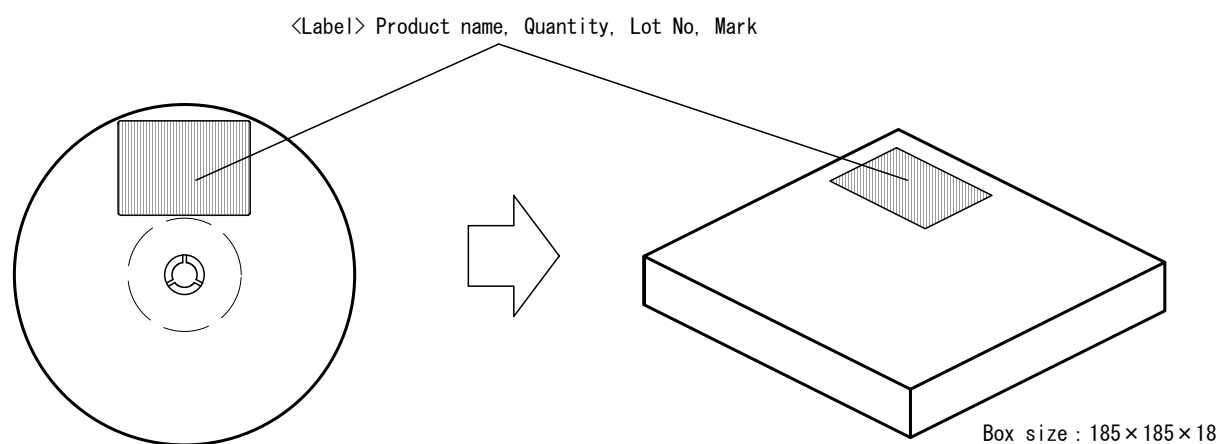 <Label> Product name, Quantity, Lot No, Mark
Box size : 185×185×18